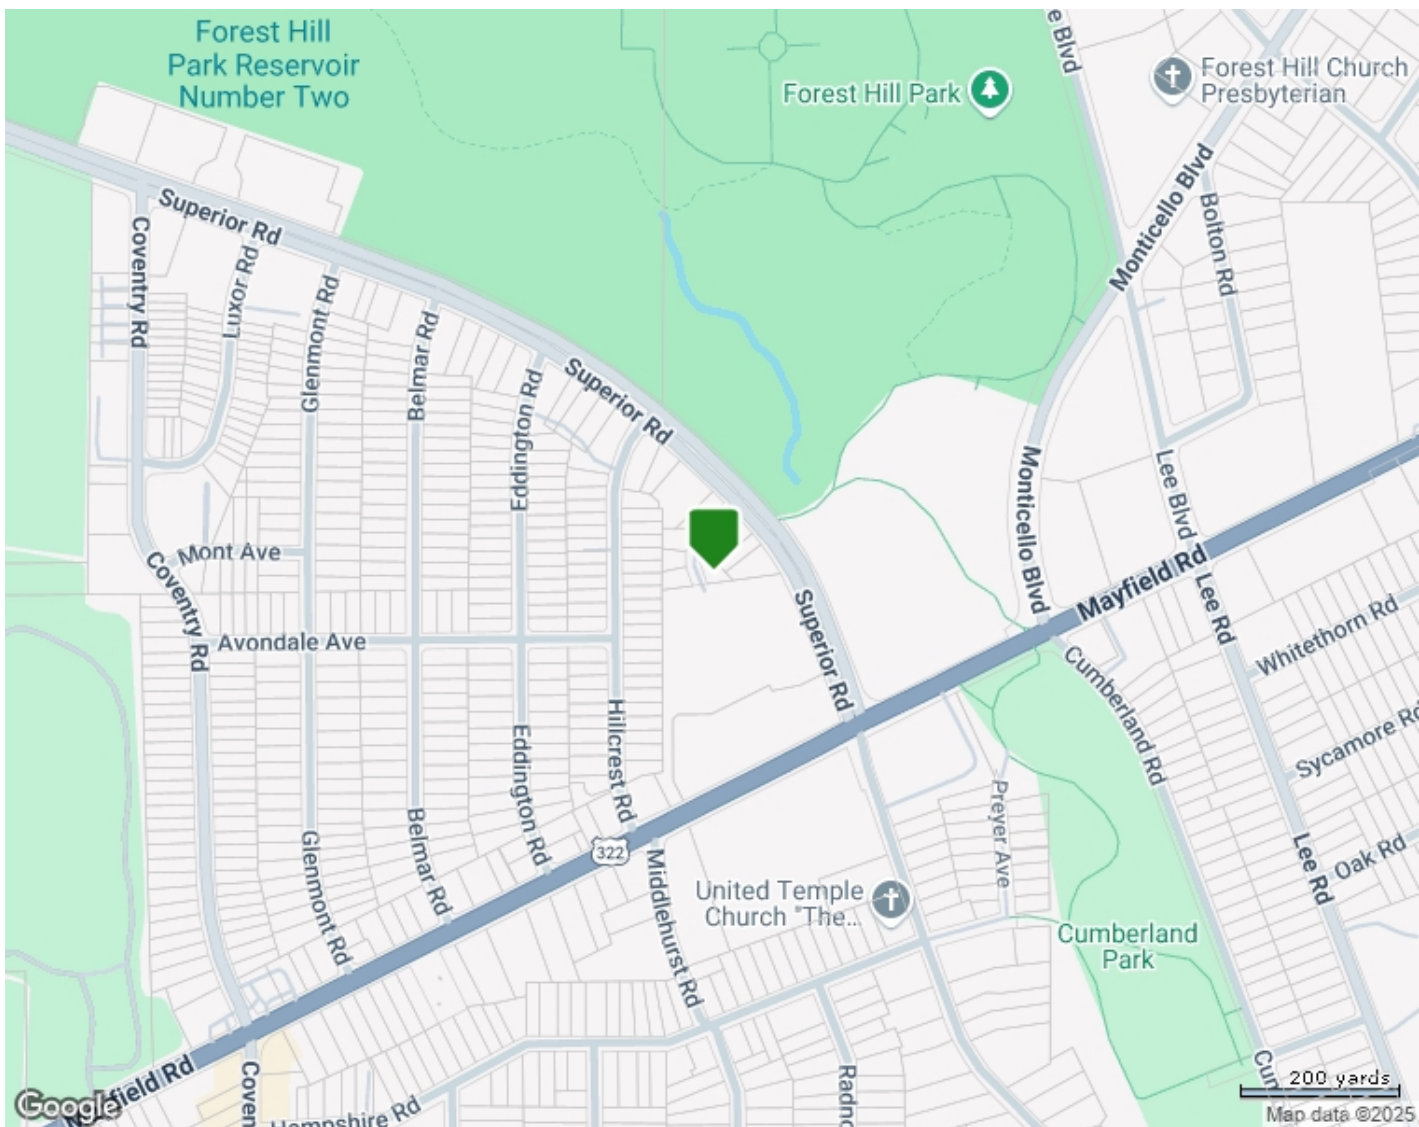 Forest Hill
Park Reservoir
Number Two
Forest Hill Park
e Blvd
Forest Hill Church
Presbyterian
Monticello Blvd
Bolton Rd
Superior Rd
Coventry Rd
Luxor Rd
Glenmont Rd
Belmar Rd
Eddington Rd
Superior Rd
Monticello Blvd
Lee Blvd
Mont Ave
Coventry Rd
Avondale Ave
Superior Rd
Mayfield Rd
Lee Rd
Whitethorn Rd
Cumberland Rd
Sycamore Rd
Hillcrest Rd
Eddington Rd
Belmar Rd
Glenmont Rd
322
Middlehurst Rd
Preyer Ave
Lee Rd
Oak Rd
United Temple
Church "The...
Cumberland
Park
Mayfield Rd
Coven
Hampshire Rd
Radno
Cun
200 yards
Google
Map data ©2025